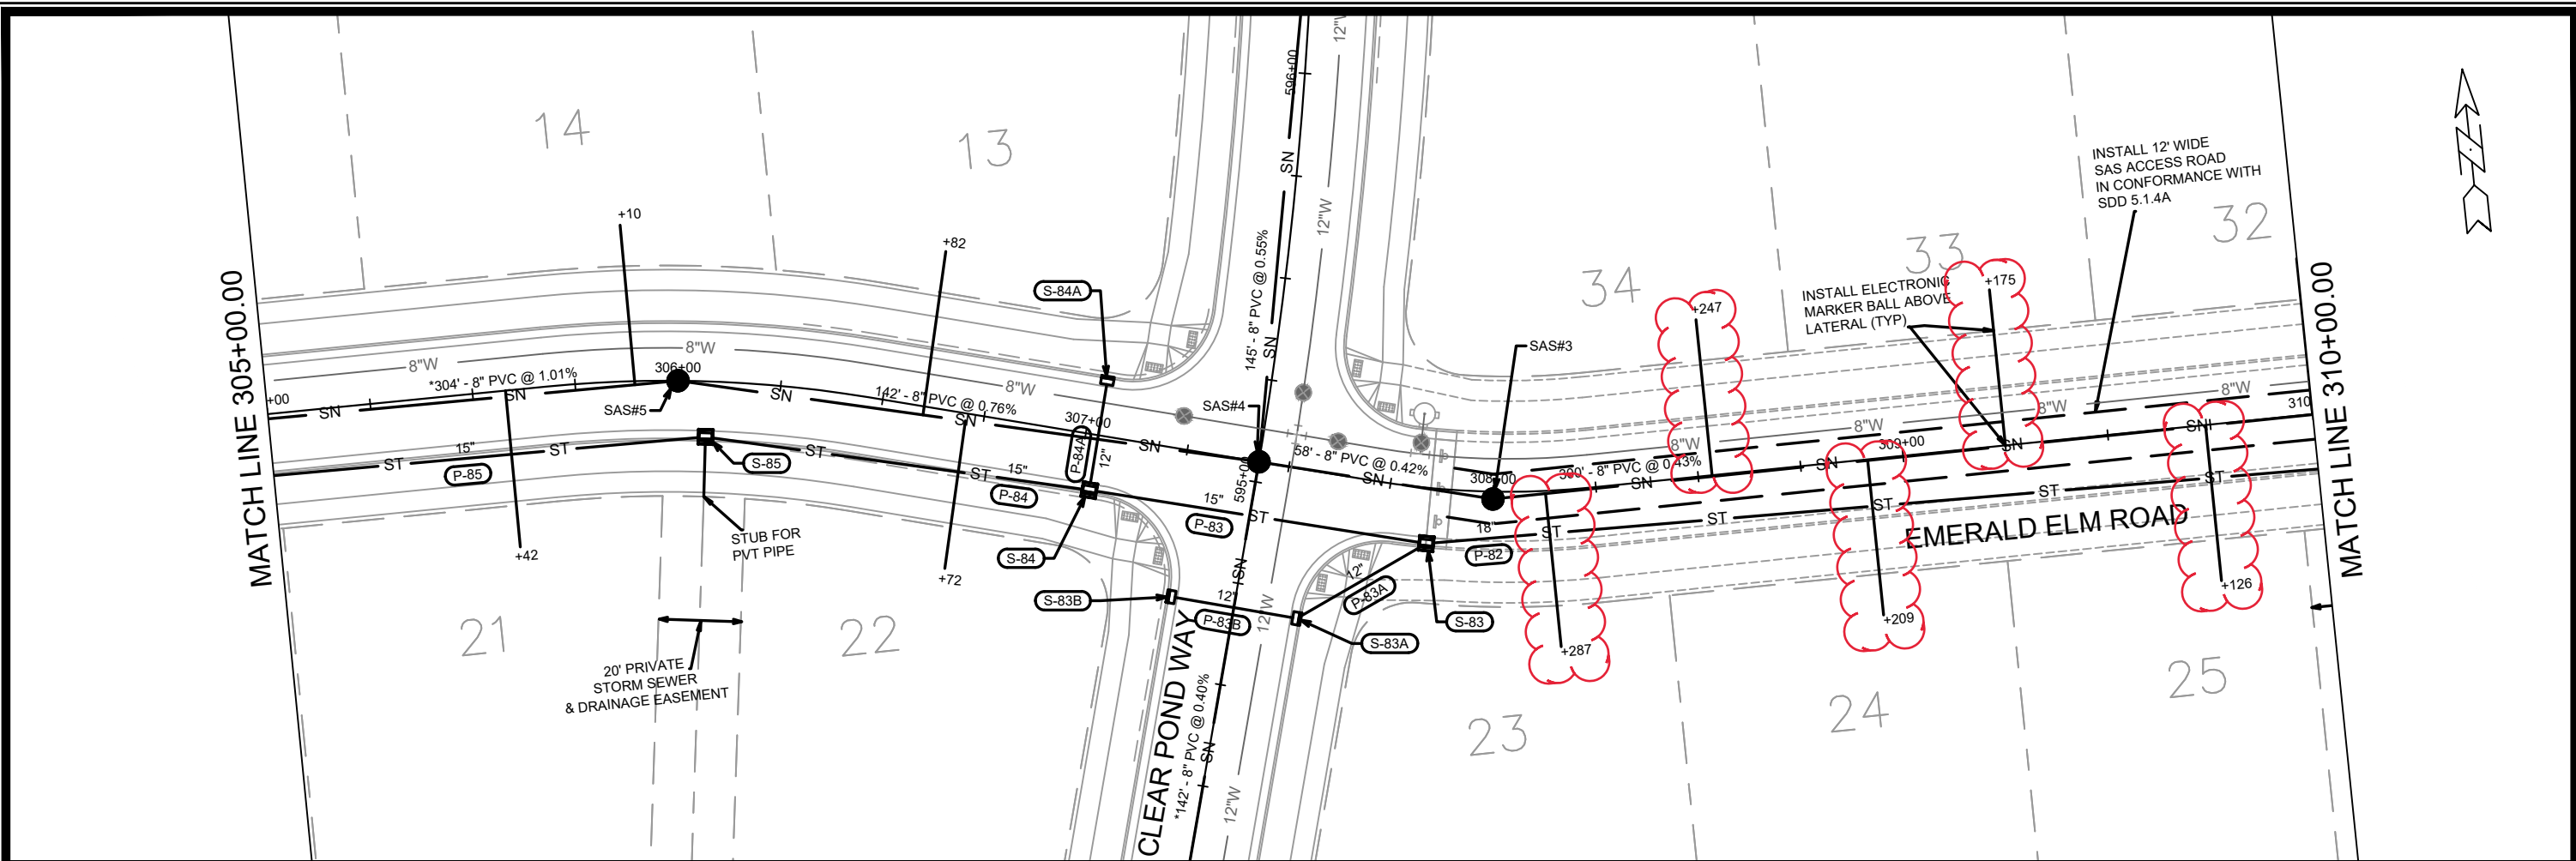 MATCH LINE 305+00.00
14
13
+10
+82
S-84A
8"W
8"W
8"W
*304' - 8" PVC @ 1.01%
306+00
+00
SN
SN
SAS#5
SN
142' - 8" PVC @ 0.76%
SN
307+00
SN
15"
P-85
ST
ST
S-85
ST
ST
15"
P-84
P-84A
12"
STUB FOR
PVT PIPE
+42
+72
S-84
S-83B
21
22
20' PRIVATE
STORM SEWER
& DRAINAGE EASEMENT
596+00
12"W
SN
12"W
145' - 8" PVC @ 0.55%
SN
SAS#4
595+00
58' - 8" PVC @ 0.42%
SN
15"
P-83
ST
SN
12"
P-83B
12"W
12"
P-83A
S-83A
S-83
CLEAR POND WAY
*142' - 8" PVC @ 0.40%
SN
12"W
34
33
32
INSTALL 12' WIDE
SAS ACCESS ROAD
IN CONFORMANCE WITH
SDD 5.1.4A
INSTALL ELECTRONIC
MARKER BALL ABOVE
LATERAL (TYP)
+247
+175
SAS#3
308+00
300' - 8" PVC @ 0.43%
SN
8"W
8"W
8"W
8"W
SN
309+00
SN
SN
310
18"
P-82
ST
ST
ST
ST
ST
EMERALD ELM ROAD
+287
+209
+126
23
24
25
MATCH LINE 310+00.00